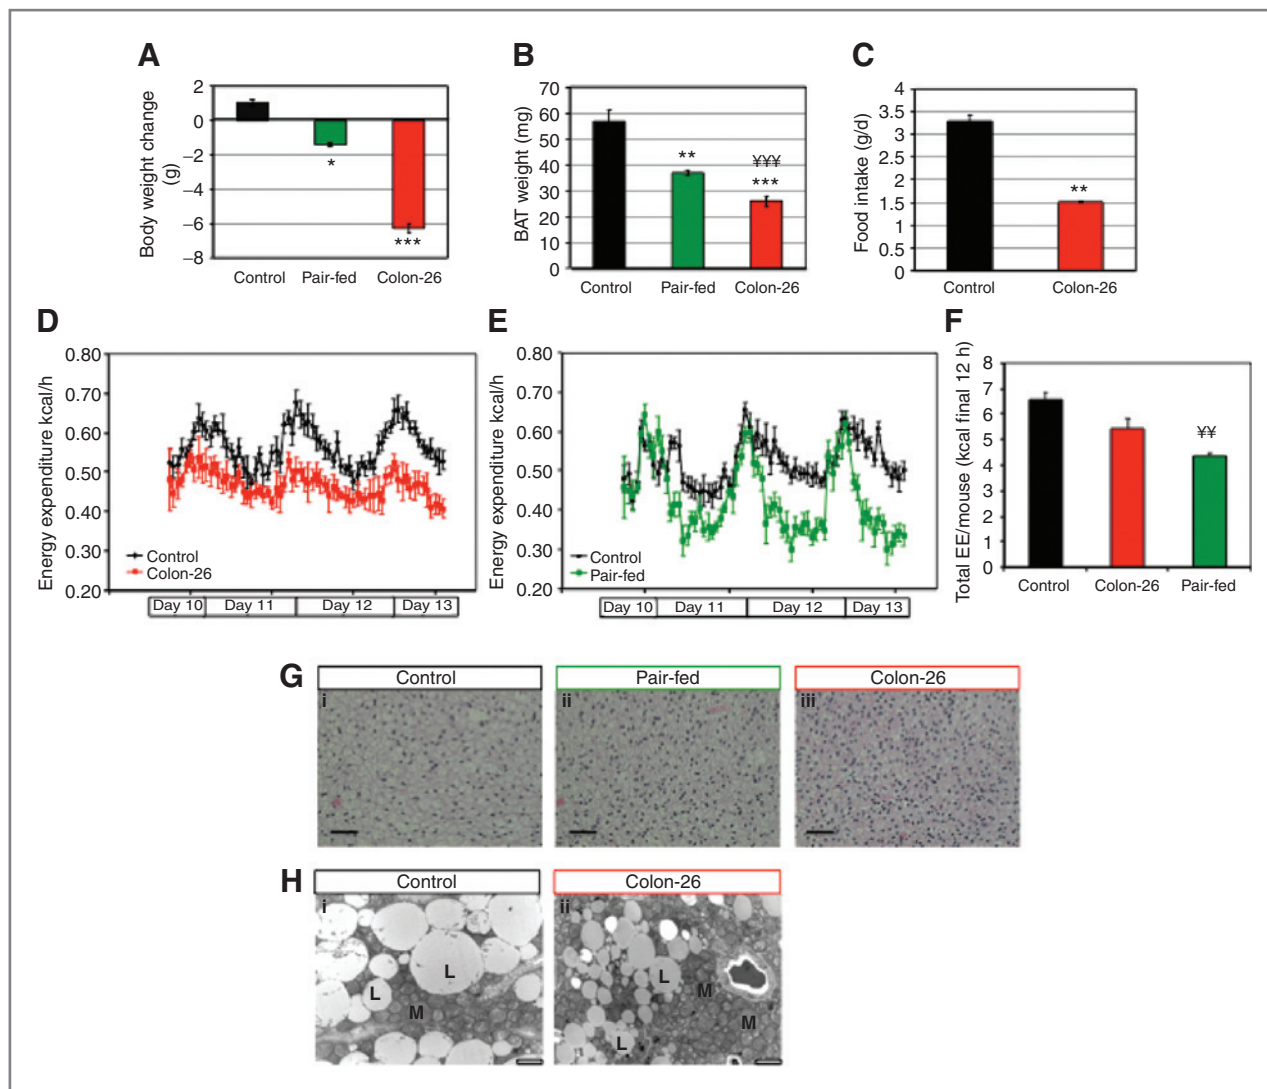 A
B
C
Body weight change
(g)
2
0
−2
−4
−6
−8
*
***
Control Pair-fed Colon-26
BAT weight (mg)
70
60
50
40
30
20
10
0
**
¥¥¥
***
Control Pair-fed Colon-26
Food intake (g/d)
4
3.5
3
2.5
2
1.5
1
0.5
0
**
Control Colon-26
D
E
F
Energy expenditure kcal/h
0.80
0.70
0.60
0.50
0.40
0.30
0.20
Control
Colon-26
Day 10 Day 11 Day 12 Day 13
Energy expenditure kcal/h
0.80
0.70
0.60
0.50
0.40
0.30
0.20
Control
Pair-fed
Day 10 Day 11 Day 12 Day 13
Total EE/mouse (kcal final 12 h)
8
7
6
5
4
3
2
1
0
¥¥
Control Colon-26 Pair-fed
G
Control Pair-fed Colon-26
i ii iii
H
Control Colon-26
i ii
L
L
M
L
M
M
L